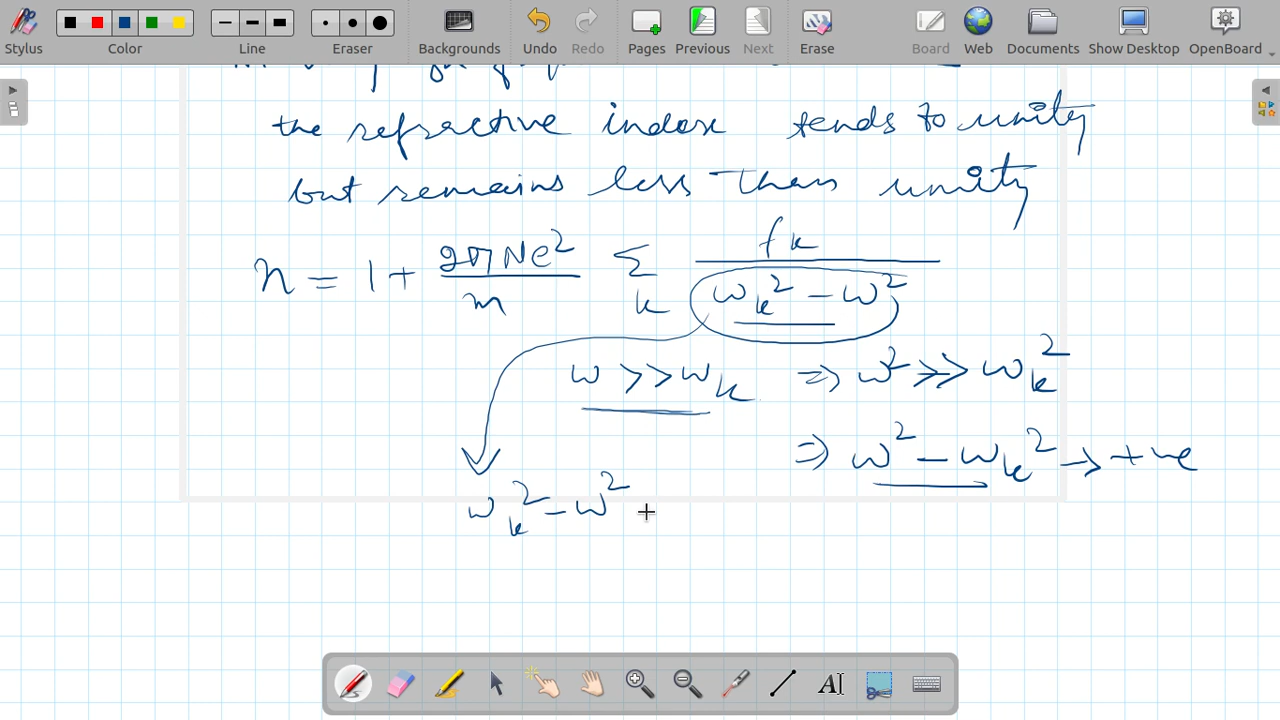 Stylus Color Line Eraser Backgrounds Undo Redo Pages Previous Next Erase Board Web Documents Show Desktop OpenBoard
the refractive index tends to unity
but remains less than unity
n = 1 + 2πNe² / m Σ_k f_k / (ω_k² − ω²)
ω >> ω_k ⇒ ω² >> ω_k²
⇒ ω² − ω_k² → +ve
ω_k² − ω²